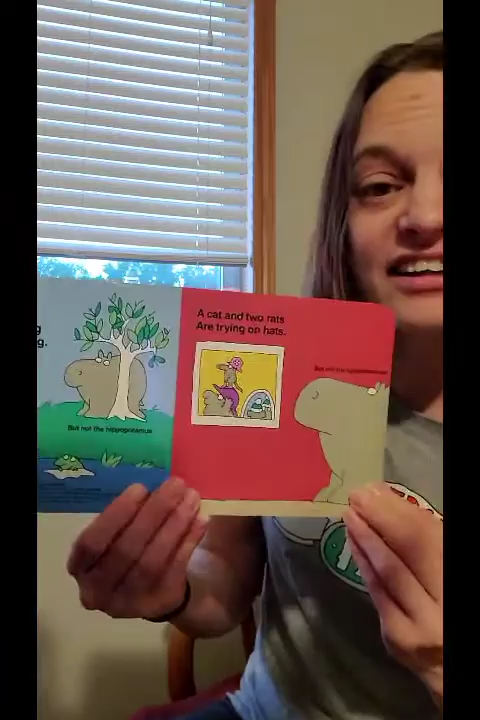 g
g.
But not the hippopotamus
A cat and two rats
Are trying on hats.
But not the hippopotamus